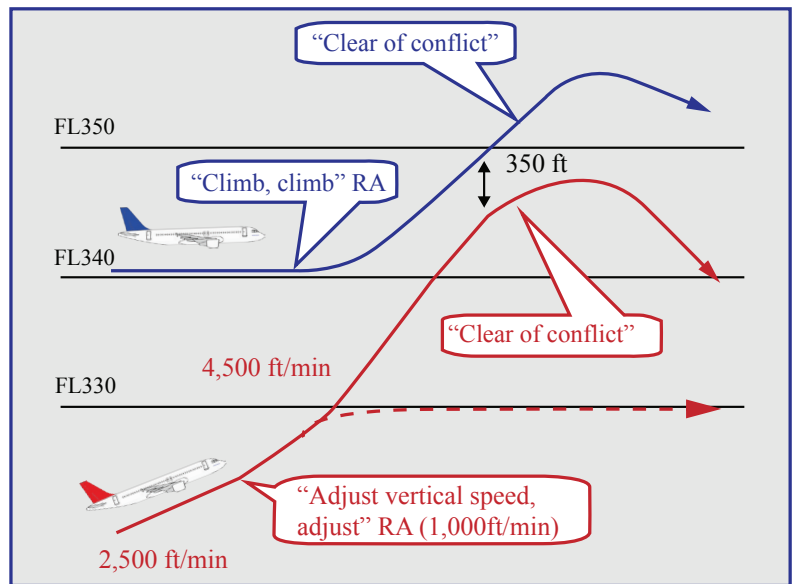 “Clear of conflict”
FL350
350 ft
“Climb, climb” RA
FL340
“Clear of conflict”
4,500 ft/min
FL330
“Adjust vertical speed,
adjust” RA (1,000ft/min)
2,500 ft/min